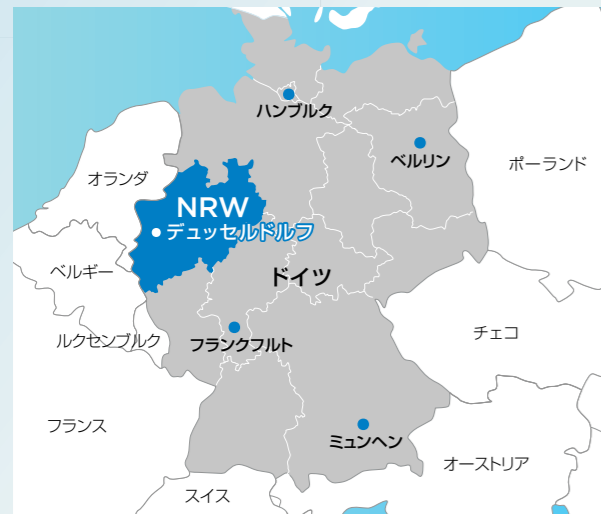 ハンブルク
ベルリン
ポーランド
オランダ
NRW
デュッセルドルフ
ベルギー
ドイツ
ルクセンブルク
フランクフルト
チェコ
フランス
ミュンヘン
オーストリア
スイス